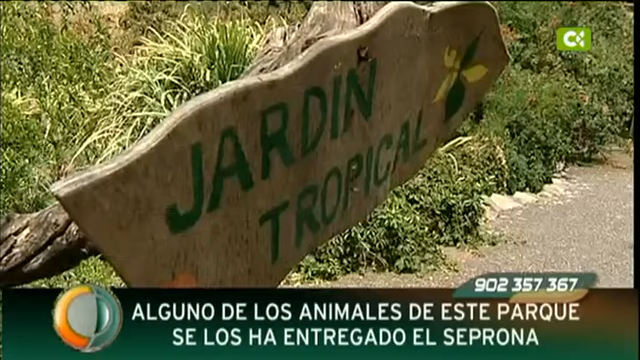 JARDIN
TROPICAL
902 357 367
ALGUNO DE LOS ANIMALES DE ESTE PARQUE
SE LOS HA ENTREGADO EL SEPRONA